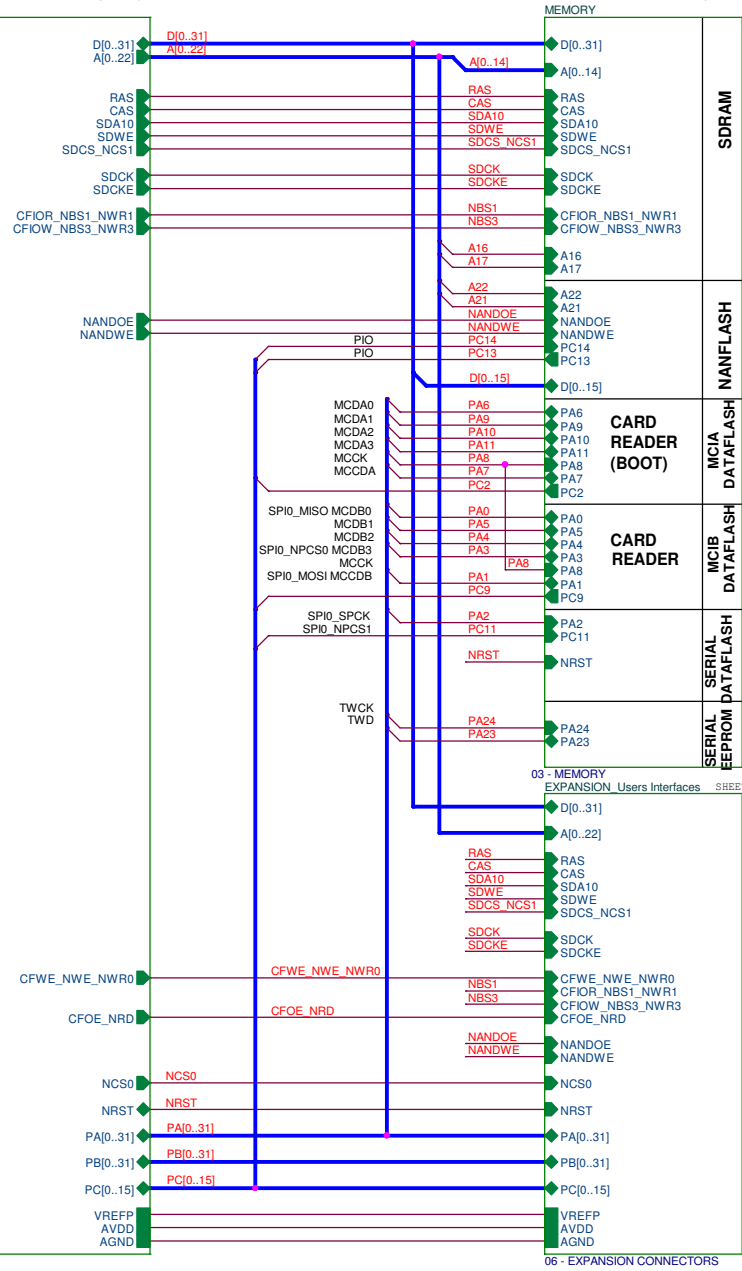 MEMORY
D[0..31] D[0..31] D[0..31]
A[0..22] A[0..22] A[0..14] A[0..14]
RAS RAS RAS
CAS CAS CAS
SDA10 SDA10 SDA10
SDWE SDWE SDWE
SDCS_NCS1 SDCS_NCS1 SDCS_NCS1
SDRAM
SDCK SDCK SDCK
SDCKE SDCKE SDCKE
CFIOR_NBS1_NWR1 NBS1 CFIOR_NBS1_NWR1
CFIOW_NBS3_NWR3 NBS3 CFIOW_NBS3_NWR3
A16 A16
A17 A17
A22 A22
A21 A21
NANDOE NANDOE NANDOE
NANDWE NANDWE NANDWE
PIO PC14 PC14
PIO PC13 PC13
D[0..15] D[0..15]
NANFLASH
MCDA0 PA6 PA6
MCDA1 PA9 PA9
MCDA2 PA10 PA10
MCDA3 PA11 PA11
MCCK PA8 PA8
MCCDA PA7 PA7
PC2 PC2
CARD
READER
(BOOT)
MCIA
DATAFLASH
SPI0_MISO MCDB0 PA0 PA0
MCDB1 PA5 PA5
MCDB2 PA4 PA4
SPI0_NPCS0 MCDB3 PA3 PA3
MCCK PA8 PA8
SPI0_MOSI MCCDB PA1 PA1
PC9 PC9
CARD
READER
MCIB
DATAFLASH
SPI0_SPCK PA2 PA2
SPI0_NPCS1 PC11 PC11
NRST NRST
SERIAL
DATAFLASH
TWCK PA24 PA24
TWD PA23 PA23
SERIAL
EEPROM
03 - MEMORY
EXPANSION_Users Interfaces SHEE
D[0..31]
A[0..22]
RAS RAS
CAS CAS
SDA10 SDA10
SDWE SDWE
SDCS_NCS1 SDCS_NCS1
SDCK SDCK
SDCKE SDCKE
CFWE_NWE_NWR0 CFWE_NWE_NWR0 CFWE_NWE_NWR0
NBS1 CFIOR_NBS1_NWR1
NBS3 CFIOW_NBS3_NWR3
CFOE_NRD CFOE_NRD CFOE_NRD
NANDOE NANDOE
NANDWE NANDWE
NCS0 NCS0 NCS0
NRST NRST NRST
PA[0..31] PA[0..31] PA[0..31]
PB[0..31] PB[0..31] PB[0..31]
PC[0..15] PC[0..15] PC[0..15]
VREFP VREFP
AVDD AVDD
AGND AGND
06 - EXPANSION CONNECTORS